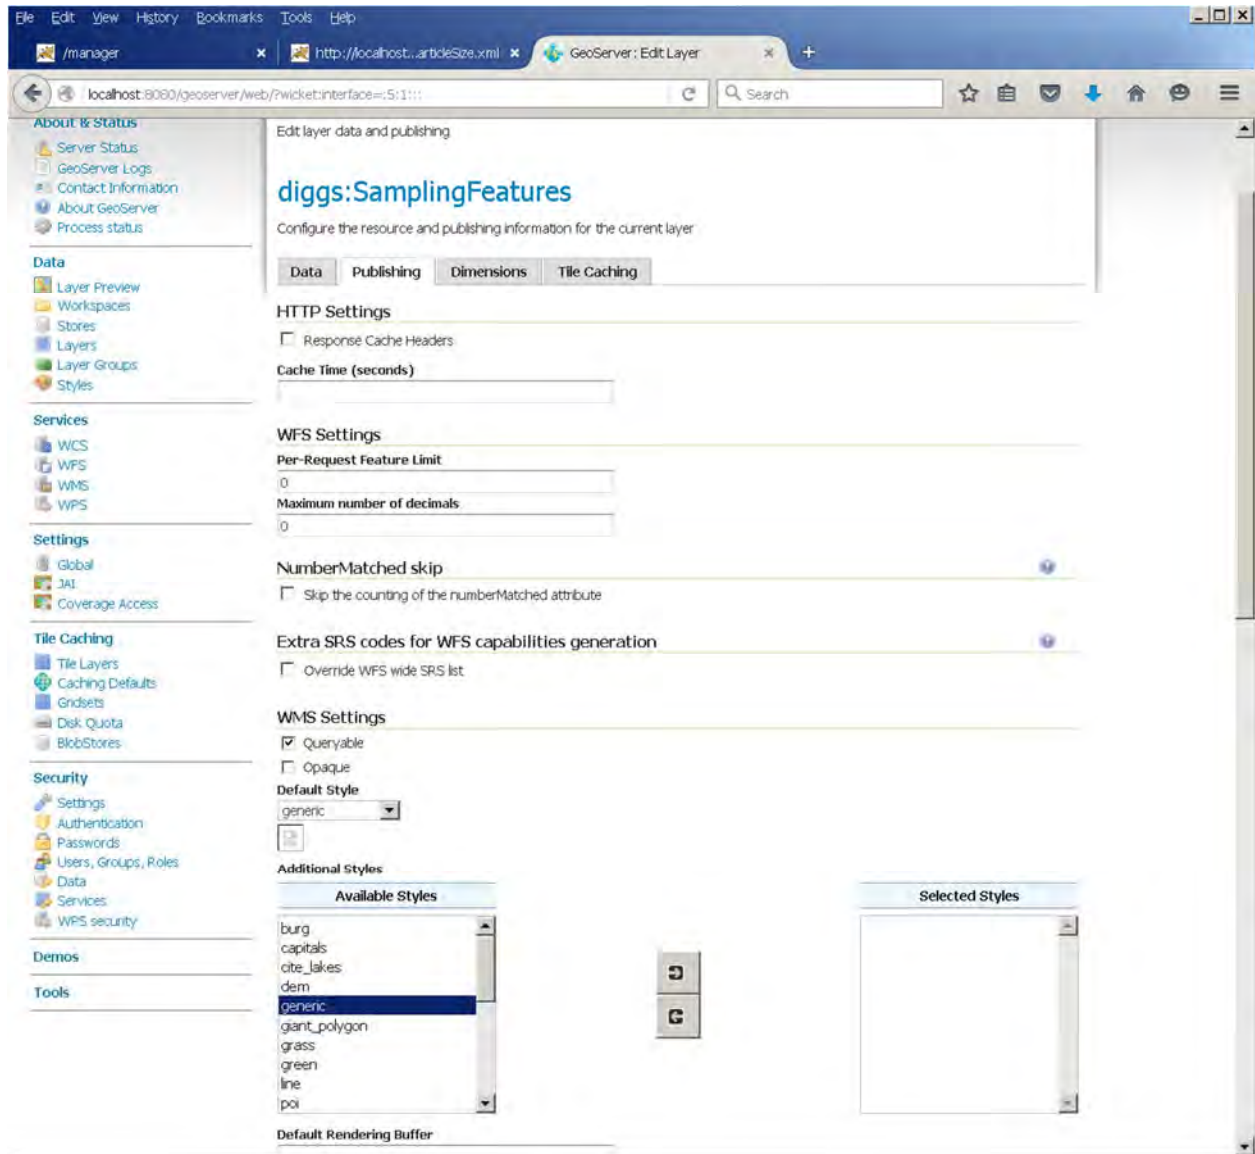 File Edit View History Bookmarks Tools Help
/manager
http://localhost...articleSize.xml
GeoServer: Edit Layer
localhost:8080/geoserver/web/?wicket:interface=:5:1:::
Search
About & Status
Server Status
GeoServer Logs
Contact Information
About GeoServer
Process status
Data
Layer Preview
Workspaces
Stores
Layers
Layer Groups
Styles
Services
WCS
WFS
WMS
WPS
Settings
Global
JAI
Coverage Access
Tile Caching
Tile Layers
Caching Defaults
Gridsets
Disk Quota
BlobStores
Security
Settings
Authentication
Passwords
Users, Groups, Roles
Data
Services
WPS security
Demos
Tools
Edit layer data and publishing
diggs:SamplingFeatures
Configure the resource and publishing information for the current layer
Data Publishing Dimensions Tile Caching
HTTP Settings
Response Cache Headers
Cache Time (seconds)
WFS Settings
Per-Request Feature Limit
0
Maximum number of decimals
0
NumberMatched skip
Skip the counting of the numberMatched attribute
Extra SRS codes for WFS capabilities generation
Override WFS wide SRS list
WMS Settings
Queryable
Opaque
Default Style
generic
Additional Styles
Available Styles
Selected Styles
burg
capitals
cite_lakes
dem
generic
giant_polygon
grass
green
line
poi
Default Rendering Buffer